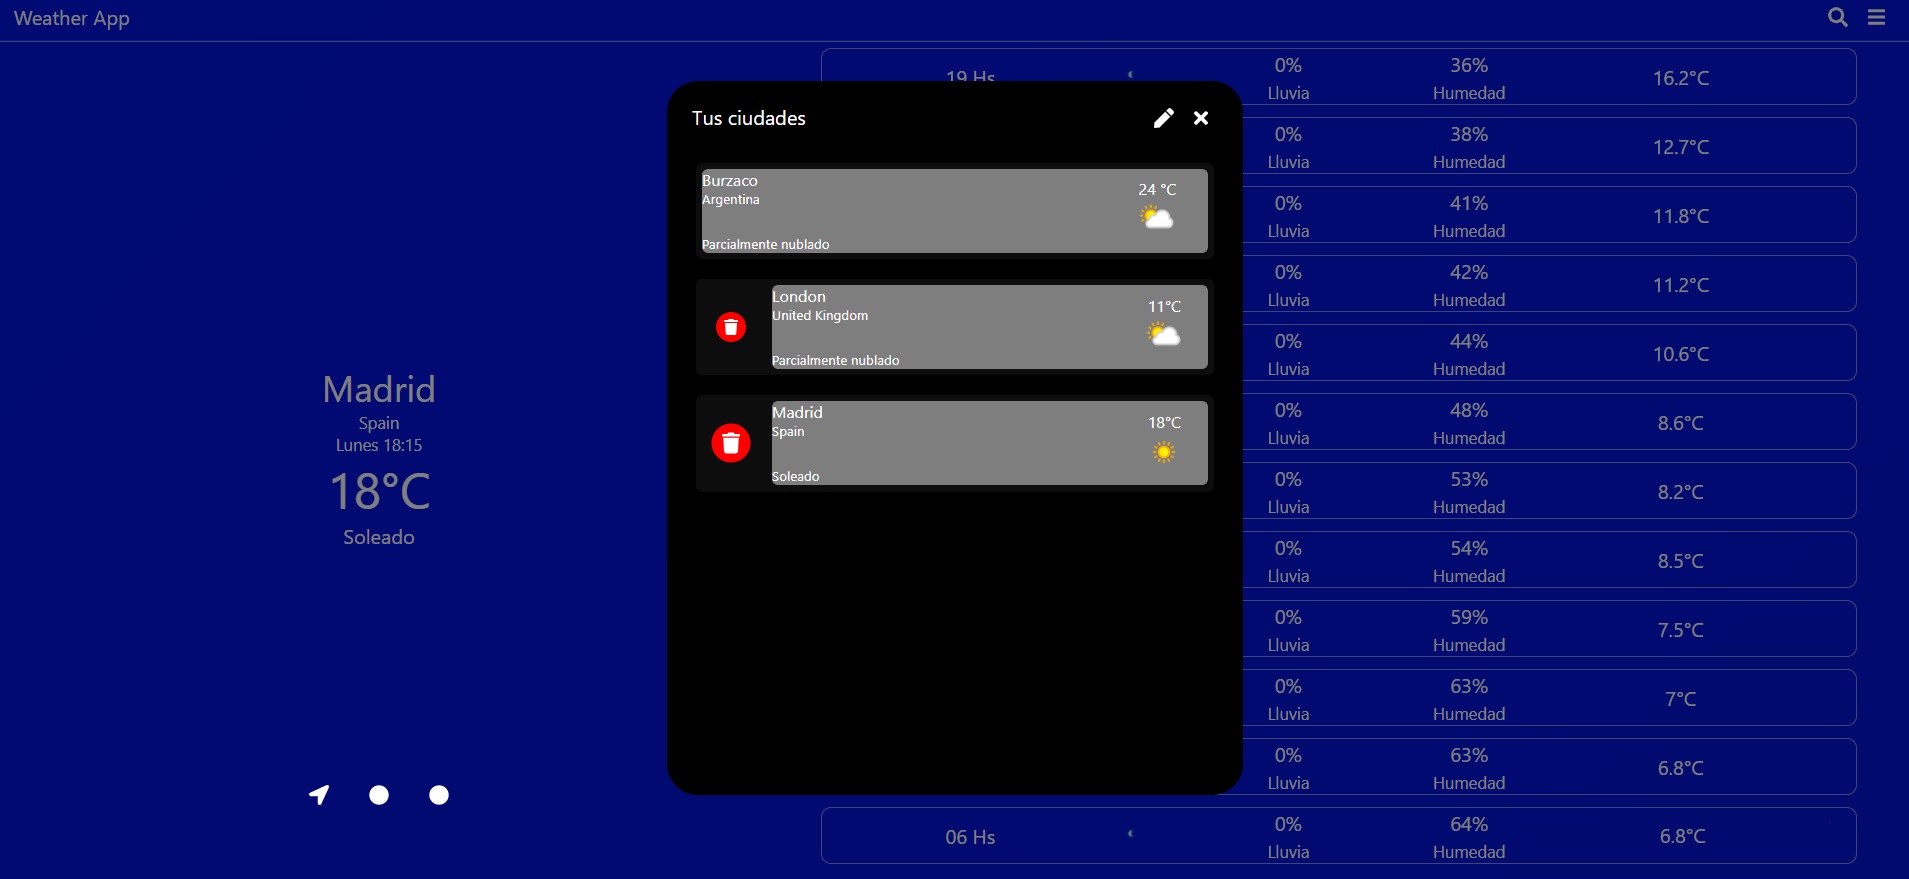 Weather App
Madrid
Spain
Lunes 18:15
18°C
Soleado
Tus ciudades
Burzaco
Argentina
24 °C
Parcialmente nublado
London
United Kingdom
11°C
Parcialmente nublado
Madrid
Spain
18°C
Soleado
19 Hs
0%
Lluvia
36%
Humedad
16.2°C
0%
Lluvia
38%
Humedad
12.7°C
0%
Lluvia
41%
Humedad
11.8°C
0%
Lluvia
42%
Humedad
11.2°C
0%
Lluvia
44%
Humedad
10.6°C
0%
Lluvia
48%
Humedad
8.6°C
0%
Lluvia
53%
Humedad
8.2°C
0%
Lluvia
54%
Humedad
8.5°C
0%
Lluvia
59%
Humedad
7.5°C
0%
Lluvia
63%
Humedad
7°C
0%
Lluvia
63%
Humedad
6.8°C
06 Hs
0%
Lluvia
64%
Humedad
6.8°C